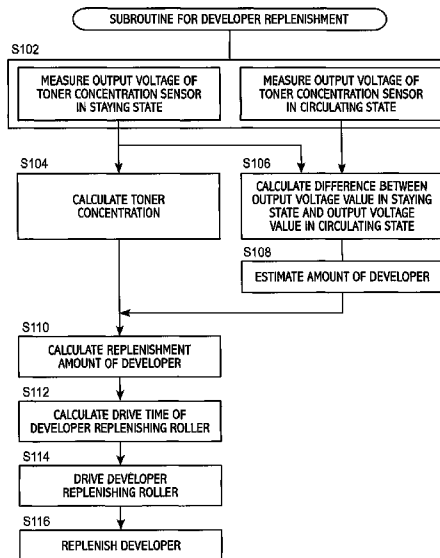 SUBROUTINE FOR DEVELOPER REPLENISHMENT
S102
MEASURE OUTPUT VOLTAGE OF
TONER CONCENTRATION SENSOR
IN STAYING STATE
MEASURE OUTPUT VOLTAGE OF
TONER CONCENTRATION SENSOR
IN CIRCULATING STATE
S104
CALCULATE TONER
CONCENTRATION
S106
CALCULATE DIFFERENCE BETWEEN
OUTPUT VOLTAGE VALUE IN STAYING
STATE AND OUTPUT VOLTAGE
VALUE IN CIRCULATING STATE
S108
ESTIMATE AMOUNT OF DEVELOPER
S110
CALCULATE REPLENISHMENT
AMOUNT OF DEVELOPER
S112
CALCULATE DRIVE TIME OF
DEVELOPER REPLENISHING ROLLER
S114
DRIVE DEVELOPER
REPLENISHING ROLLER
S116
REPLENISH DEVELOPER